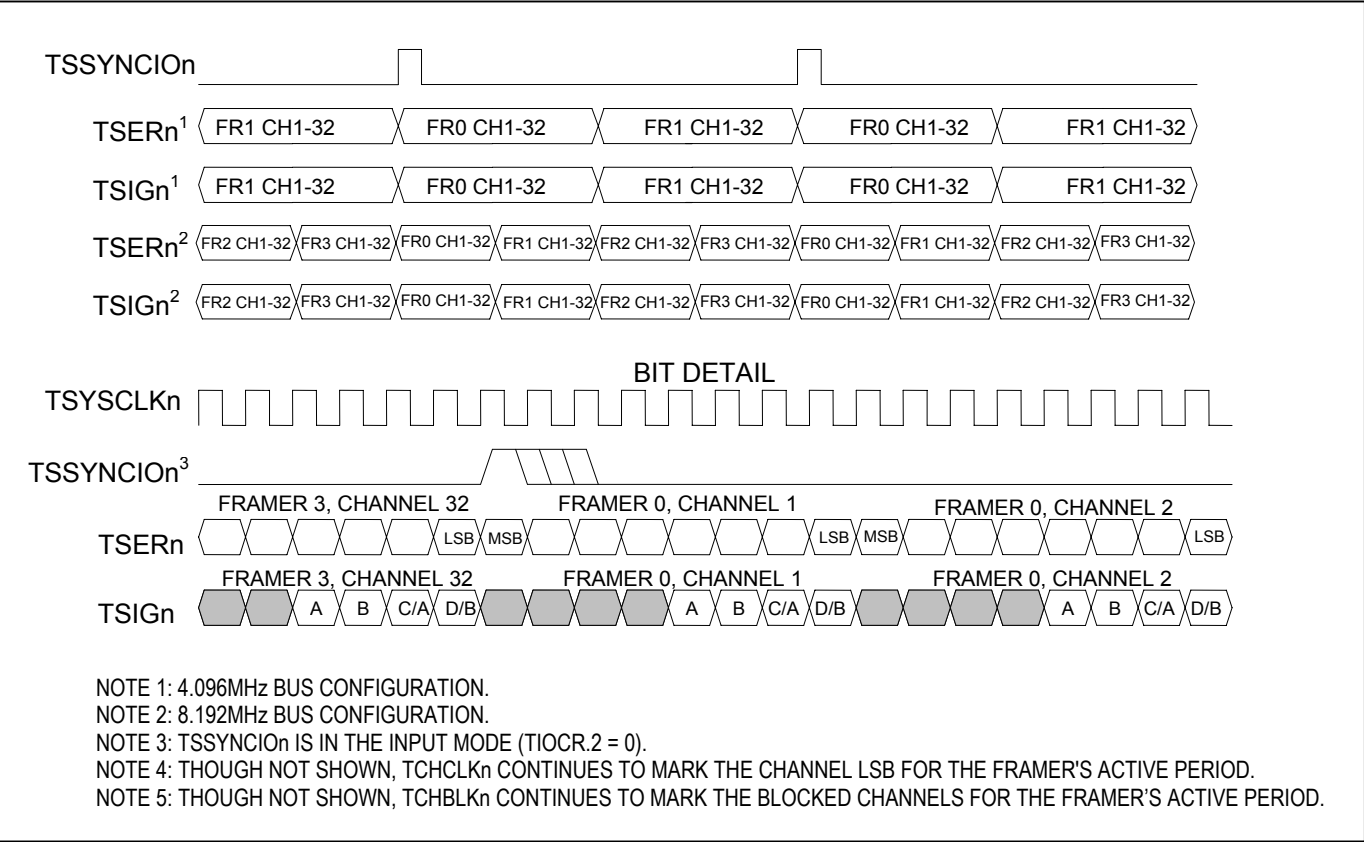 TSSYNCIOn
TSERn¹ FR1 CH1-32 FR0 CH1-32 FR1 CH1-32 FR0 CH1-32 FR1 CH1-32
TSIGn¹ FR1 CH1-32 FR0 CH1-32 FR1 CH1-32 FR0 CH1-32 FR1 CH1-32
TSERn² FR2 CH1-32 FR3 CH1-32 FR0 CH1-32 FR1 CH1-32 FR2 CH1-32 FR3 CH1-32 FR0 CH1-32 FR1 CH1-32 FR2 CH1-32 FR3 CH1-32
TSIGn² FR2 CH1-32 FR3 CH1-32 FR0 CH1-32 FR1 CH1-32 FR2 CH1-32 FR3 CH1-32 FR0 CH1-32 FR1 CH1-32 FR2 CH1-32 FR3 CH1-32
BIT DETAIL
TSYSCLKn
TSSYNCIOn³
FRAMER 3, CHANNEL 32 FRAMER 0, CHANNEL 1 FRAMER 0, CHANNEL 2
TSERn LSB MSB LSB MSB LSB
FRAMER 3, CHANNEL 32 FRAMER 0, CHANNEL 1 FRAMER 0, CHANNEL 2
TSIGn A B C/A D/B A B C/A D/B A B C/A D/B
NOTE 1: 4.096MHz BUS CONFIGURATION.
NOTE 2: 8.192MHz BUS CONFIGURATION.
NOTE 3: TSSYNCIOn IS IN THE INPUT MODE (TIOCR.2 = 0).
NOTE 4: THOUGH NOT SHOWN, TCHCLKn CONTINUES TO MARK THE CHANNEL LSB FOR THE FRAMER'S ACTIVE PERIOD.
NOTE 5: THOUGH NOT SHOWN, TCHBLKn CONTINUES TO MARK THE BLOCKED CHANNELS FOR THE FRAMER’S ACTIVE PERIOD.